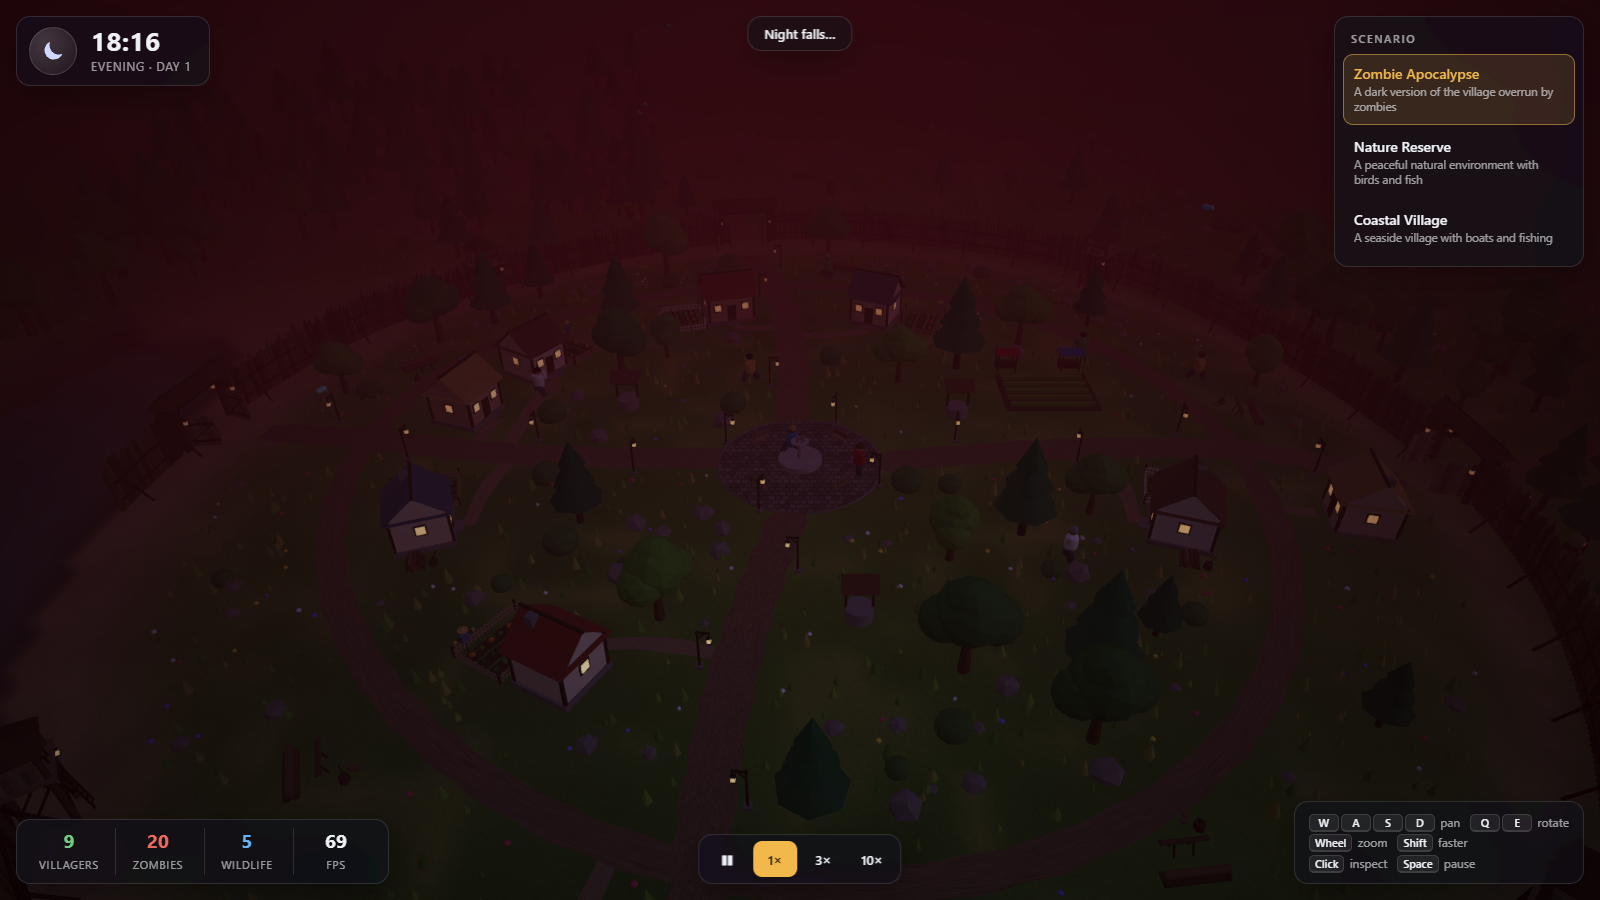 18:16
EVENING · DAY 1
Night falls...
SCENARIO
Zombie Apocalypse
A dark version of the village overrun by
zombies
Nature Reserve
A peaceful natural environment with
birds and fish
Coastal Village
A seaside village with boats and fishing
9
VILLAGERS
20
ZOMBIES
5
WILDLIFE
69
FPS
1×
3×
10×
W A S D pan Q E rotate
Wheel zoom Shift faster
Click inspect Space pause